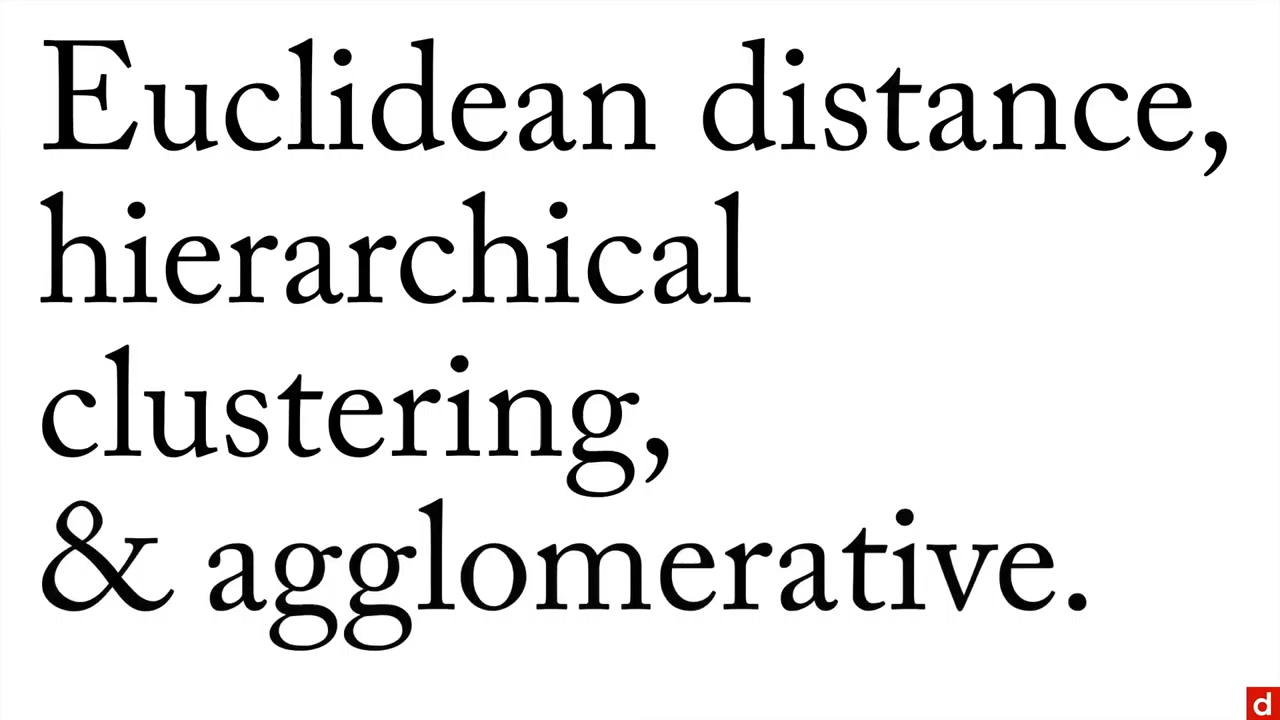 Euclidean distance,
hierarchical
clustering,
& agglomerative.
d